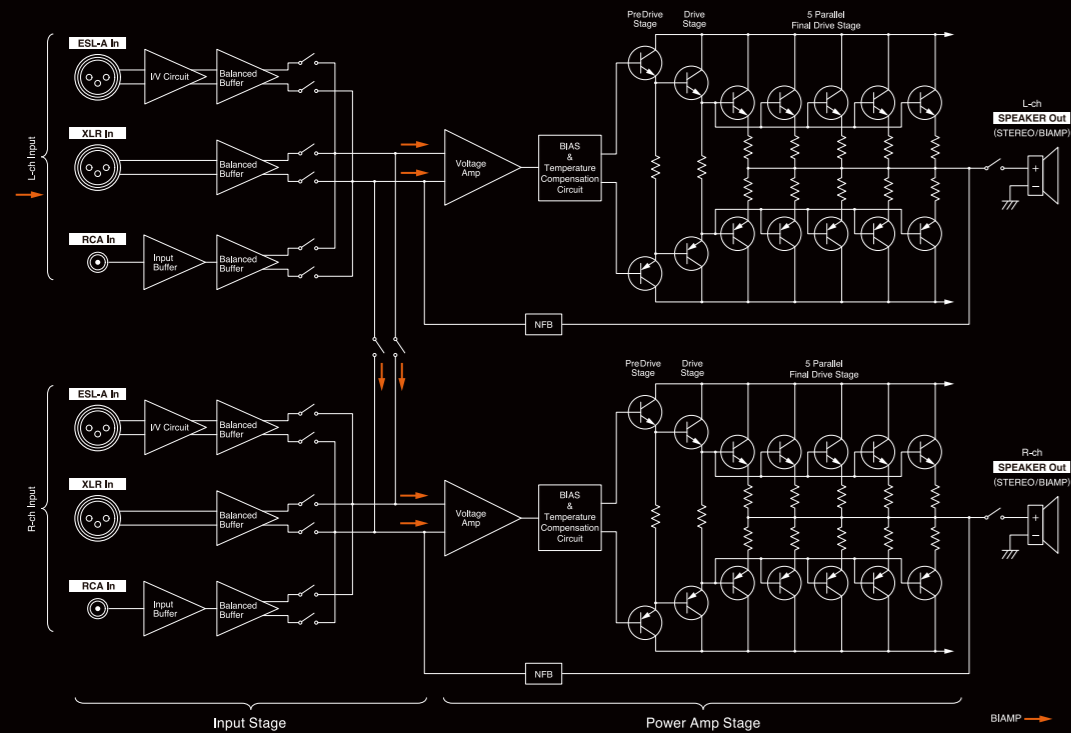 PreDrive
Stage
Drive
Stage
5 Parallel
Final Drive Stage
L-ch Input
ESL-A In
I/V Circuit
Balanced
Buffer
XLR In
Balanced
Buffer
RCA In
Input
Buffer
Balanced
Buffer
Voltage
Amp
BIAS
&
Temperature
Compensation
Circuit
L-ch
SPEAKER Out
(STEREO/BIAMP)
+
−
NFB
PreDrive
Stage
Drive
Stage
5 Parallel
Final Drive Stage
R-ch Input
ESL-A In
I/V Circuit
Balanced
Buffer
XLR In
Balanced
Buffer
RCA In
Input
Buffer
Balanced
Buffer
Voltage
Amp
BIAS
&
Temperature
Compensation
Circuit
R-ch
SPEAKER Out
(STEREO/BIAMP)
+
−
NFB
Input Stage
Power Amp Stage
BIAMP